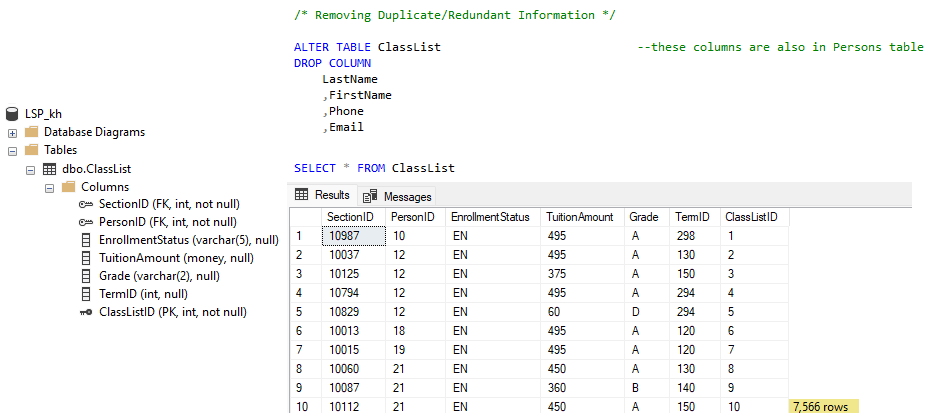 /* Removing Duplicate/Redundant Information */
ALTER TABLE ClassList --these columns are also in Persons table
DROP COLUMN
LastName
,FirstName
,Phone
,Email
SELECT * FROM ClassList
LSP_kh
Database Diagrams
Tables
dbo.ClassList
Columns
SectionID (FK, int, not null)
PersonID (FK, int, not null)
EnrollmentStatus (varchar(5), null)
TuitionAmount (money, null)
Grade (varchar(2), null)
TermID (int, null)
ClassListID (PK, int, not null)
Results Messages
SectionID PersonID EnrollmentStatus TuitionAmount Grade TermID ClassListID
1 10987 10 EN 495 A 298 1
2 10037 12 EN 495 A 130 2
3 10125 12 EN 375 A 150 3
4 10794 12 EN 495 A 294 4
5 10829 12 EN 60 D 294 5
6 10013 18 EN 495 A 120 6
7 10015 19 EN 495 A 120 7
8 10060 21 EN 450 A 130 8
9 10087 21 EN 360 B 140 9
10 10112 21 EN 450 A 150 10 7,566 rows